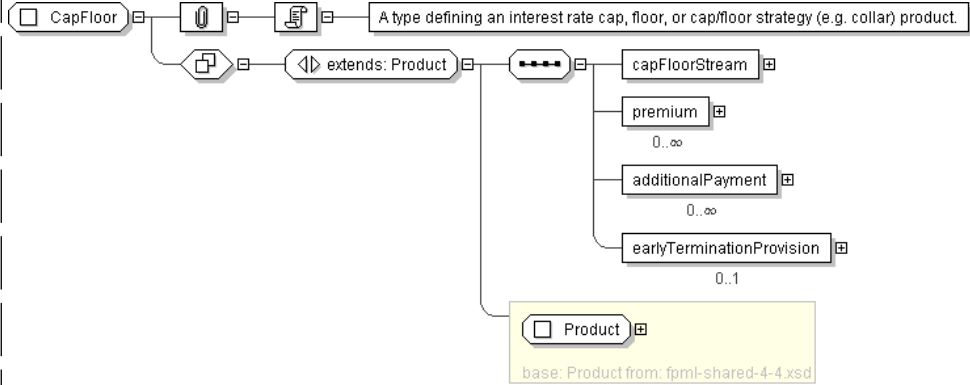 CapFloor
A type defining an interest rate cap, floor, or cap/floor strategy (e.g. collar) product.
extends: Product
capFloorStream
premium
0..∞
additionalPayment
0..∞
earlyTerminationProvision
0..1
Product
base: Product from: fpml-shared-4-4.xsd